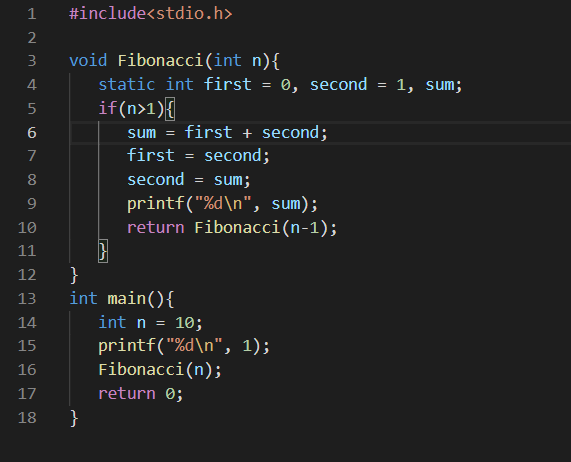 1 #include<stdio.h>
2
3 void Fibonacci(int n){
4     static int first = 0, second = 1, sum;
5     if(n>1){
6         sum = first + second;
7         first = second;
8         second = sum;
9         printf("%d\n", sum);
10         return Fibonacci(n-1);
11     }
12 }
13 int main(){
14     int n = 10;
15     printf("%d\n", 1);
16     Fibonacci(n);
17     return 0;
18 }